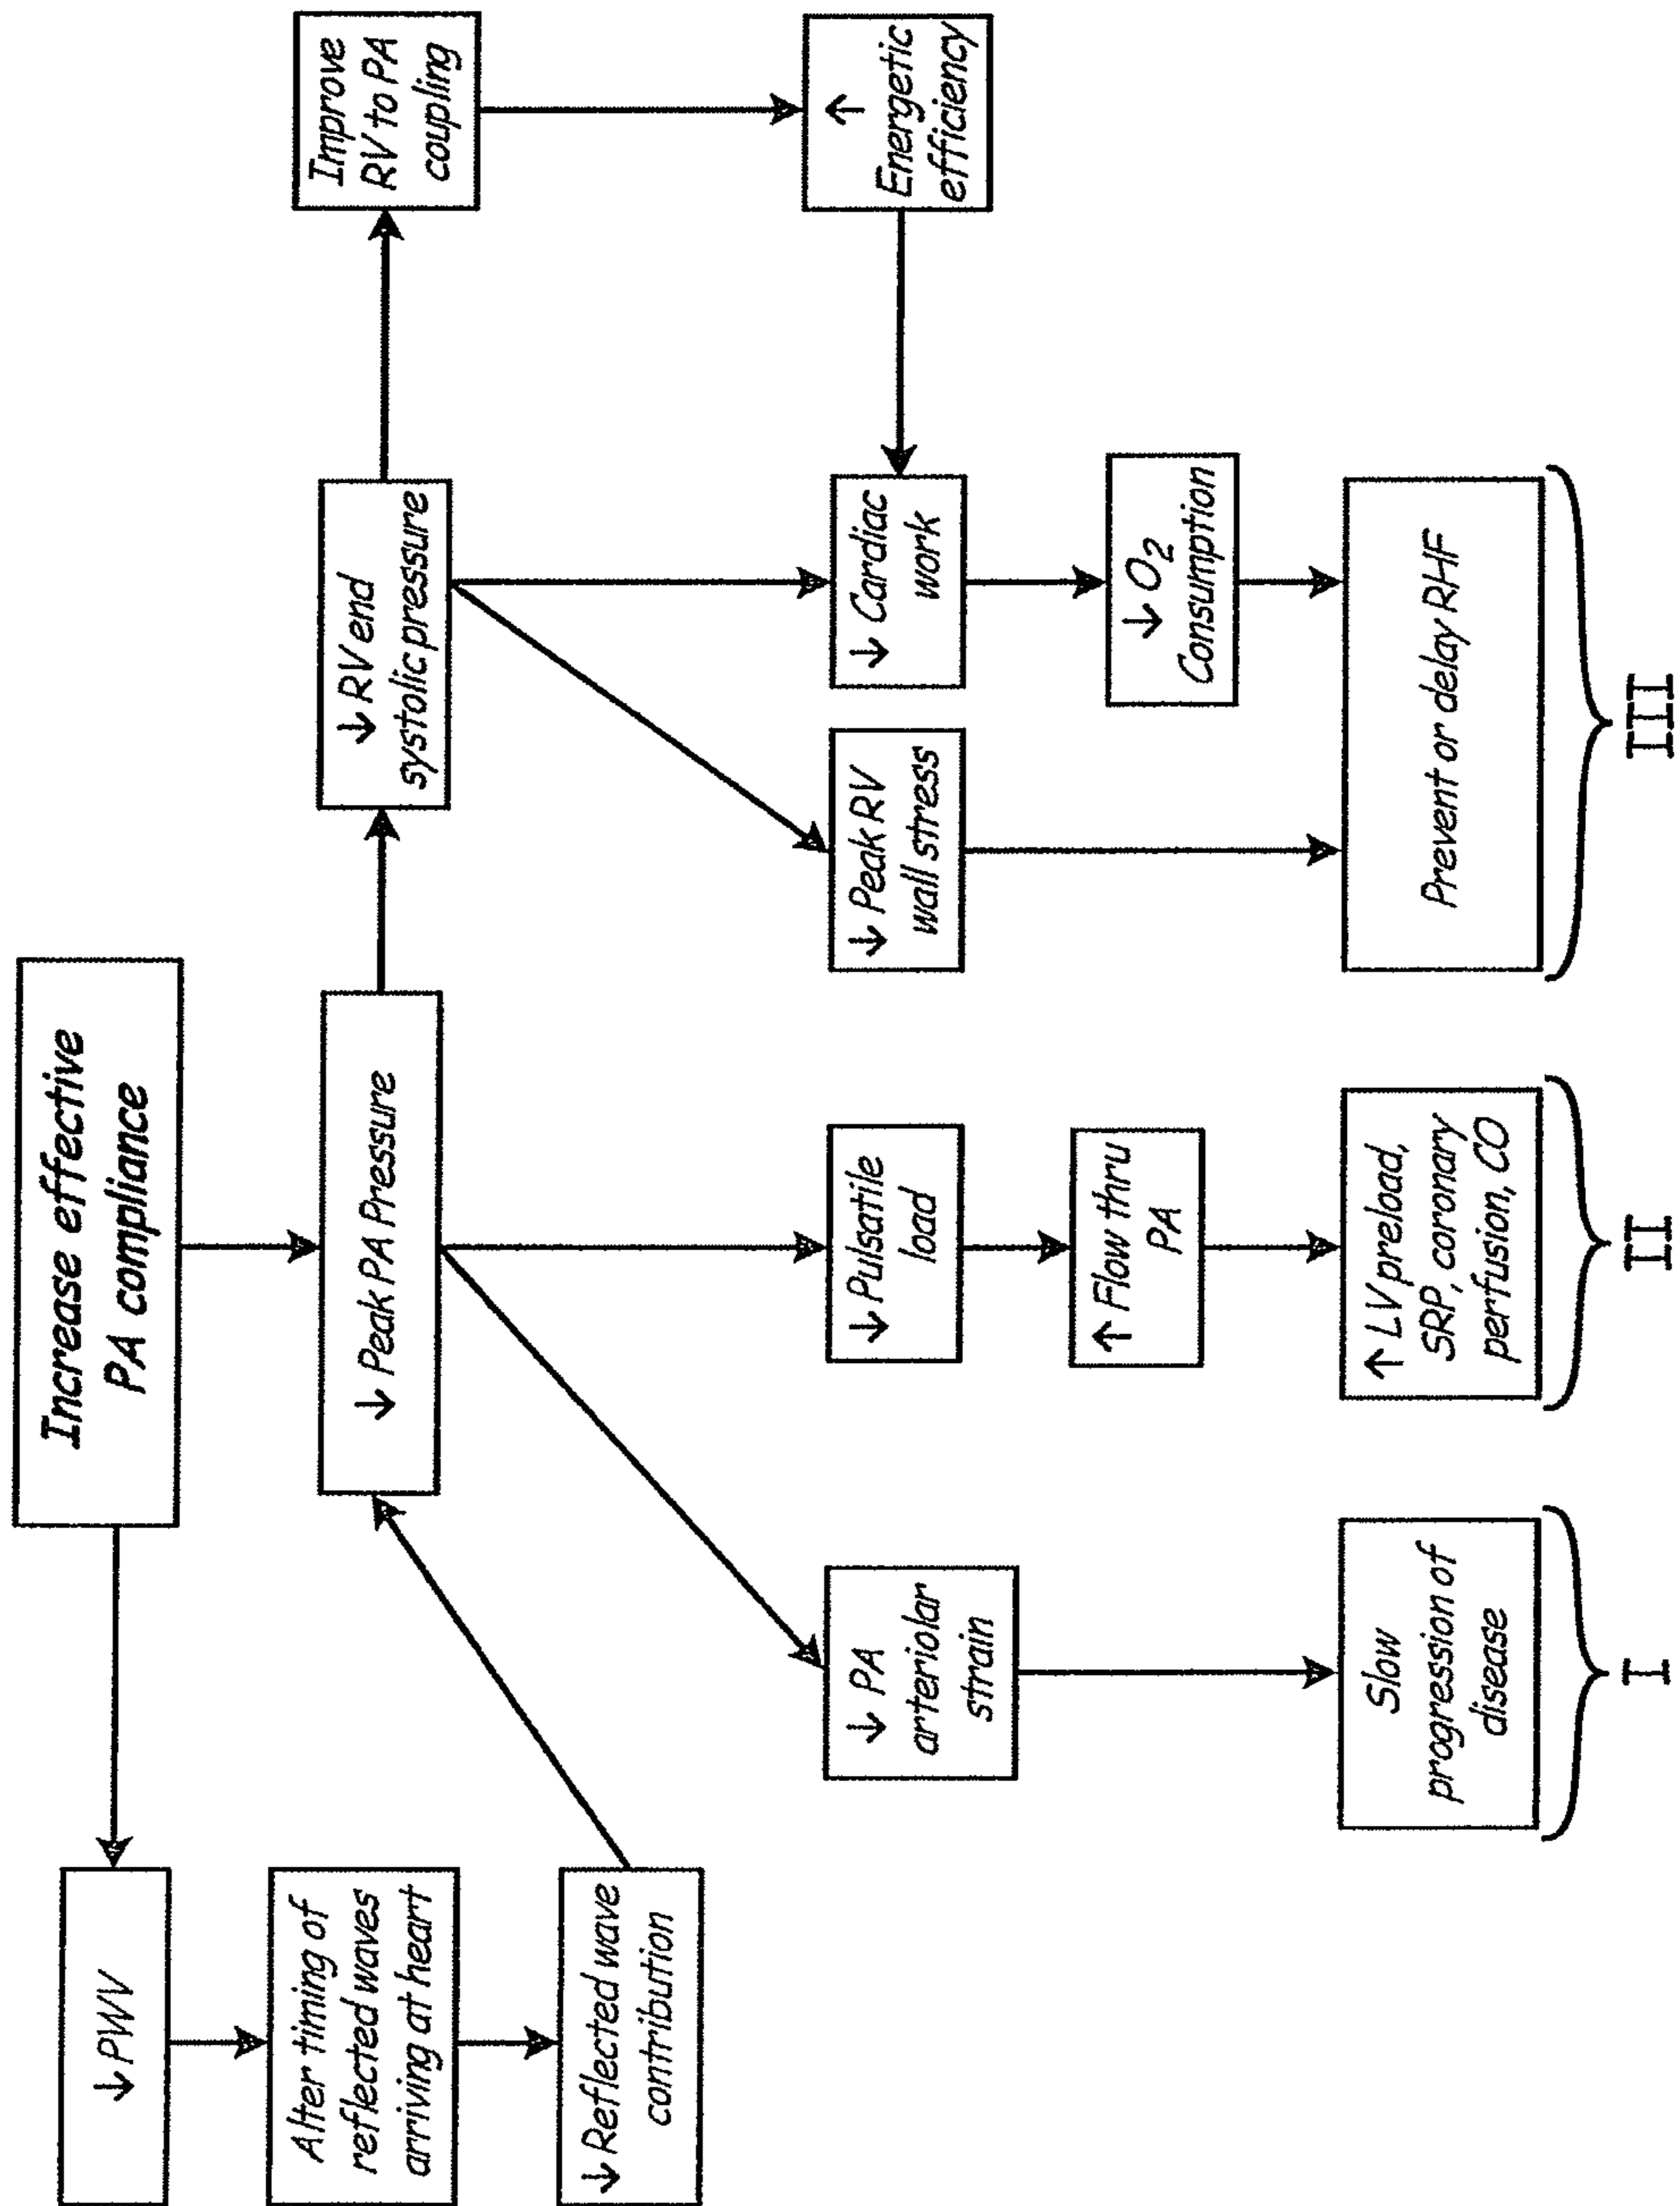 Increase effective
PA compliance
↓ PWV
Alter timing of
reflected waves
arriving at heart
↓ Reflected wave
contribution
↓ Peak PA Pressure
↓ RV end
systolic pressure
Improve
RV to PA
coupling
↓ PA
arteriolar
strain
↓ Pulsatile
load
↓ Peak RV
wall stress
↓ Cardiac
work
↑
Energetic
efficiency
↑ Flow thru
PA
↓ O₂
Consumption
Slow
progression of
disease
↑ LV preload,
SRP, coronary
perfusion, CO
Prevent or delay RHF
I
II
III